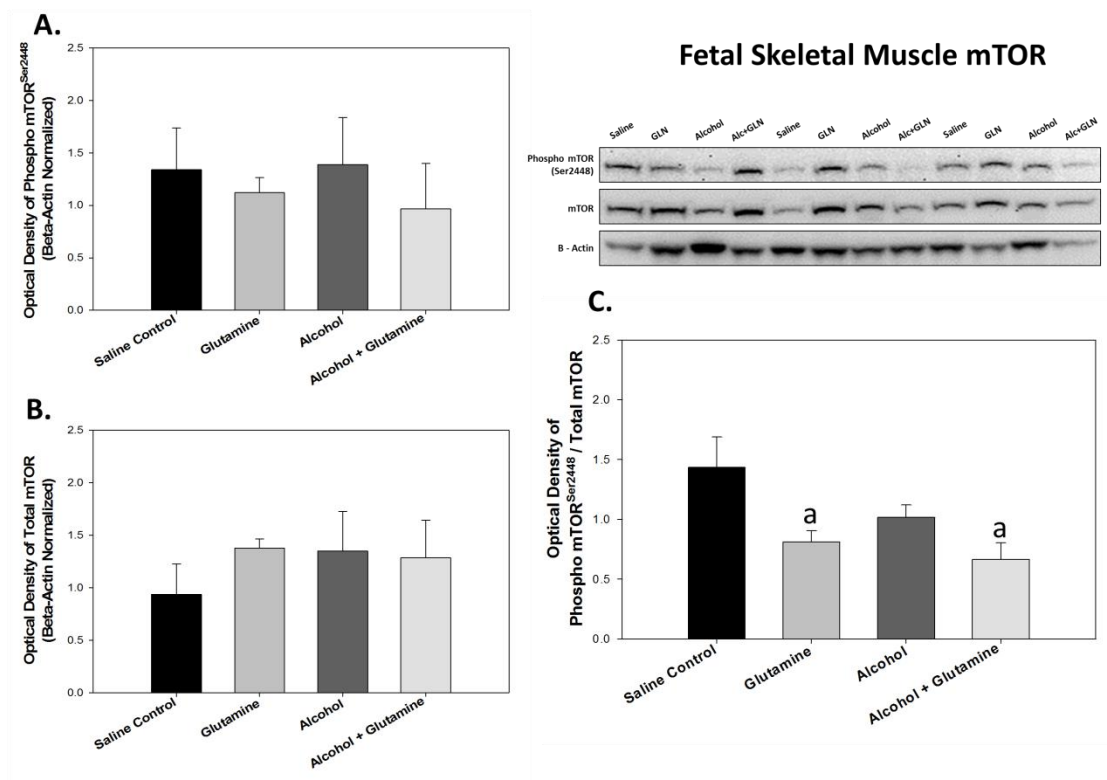 A.
Optical Density of Phospho mTOR^Ser2448
(Beta-Actin Normalized)
2.5
2.0
1.5
1.0
0.5
0.0
Saline Control
Glutamine
Alcohol
Alcohol + Glutamine
Fetal Skeletal Muscle mTOR
Saline GLN Alcohol Alc+GLN Saline GLN Alcohol Alc+GLN Saline GLN Alcohol Alc+GLN
Phospho mTOR
(Ser2448)
mTOR
B - Actin
B.
Optical Density of Total mTOR
(Beta-Actin Normalized)
2.5
2.0
1.5
1.0
0.5
0.0
Saline Control
Glutamine
Alcohol
Alcohol + Glutamine
C.
Optical Density of
Phospho mTOR^Ser2448 / Total mTOR
2.5
2.0
1.5
1.0
0.5
0.0
a
a
Saline Control
Glutamine
Alcohol
Alcohol + Glutamine